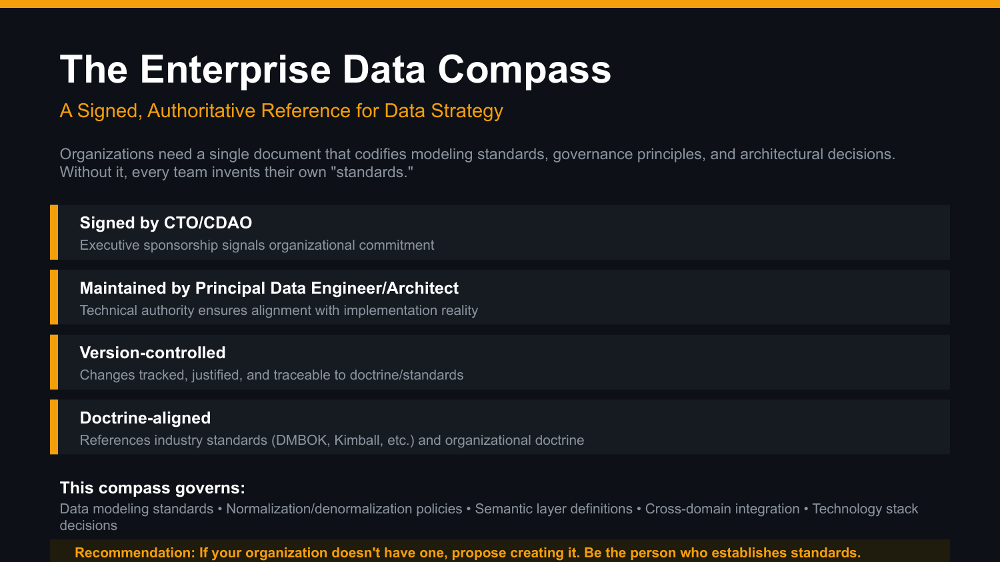 The Enterprise Data Compass
A Signed, Authoritative Reference for Data Strategy
Organizations need a single document that codifies modeling standards, governance principles, and architectural decisions.
Without it, every team invents their own "standards."
Signed by CTO/CDAO
Executive sponsorship signals organizational commitment
Maintained by Principal Data Engineer/Architect
Technical authority ensures alignment with implementation reality
Version-controlled
Changes tracked, justified, and traceable to doctrine/standards
Doctrine-aligned
References industry standards (DMBOK, Kimball, etc.) and organizational doctrine
This compass governs:
Data modeling standards • Normalization/denormalization policies • Semantic layer definitions • Cross-domain integration • Technology stack
decisions
Recommendation: If your organization doesn't have one, propose creating it. Be the person who establishes standards.